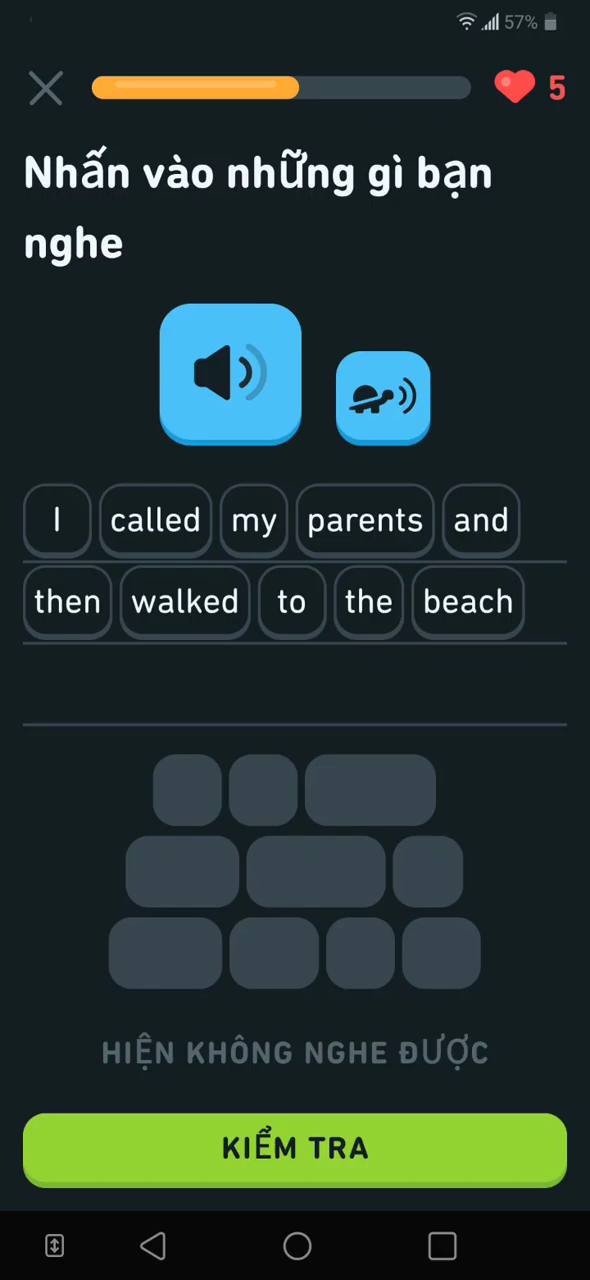 57%
5
Nhấn vào những gì bạn
nghe
I called my parents and
then walked to the beach
HIỆN KHÔNG NGHE ĐƯỢC
KIỂM TRA